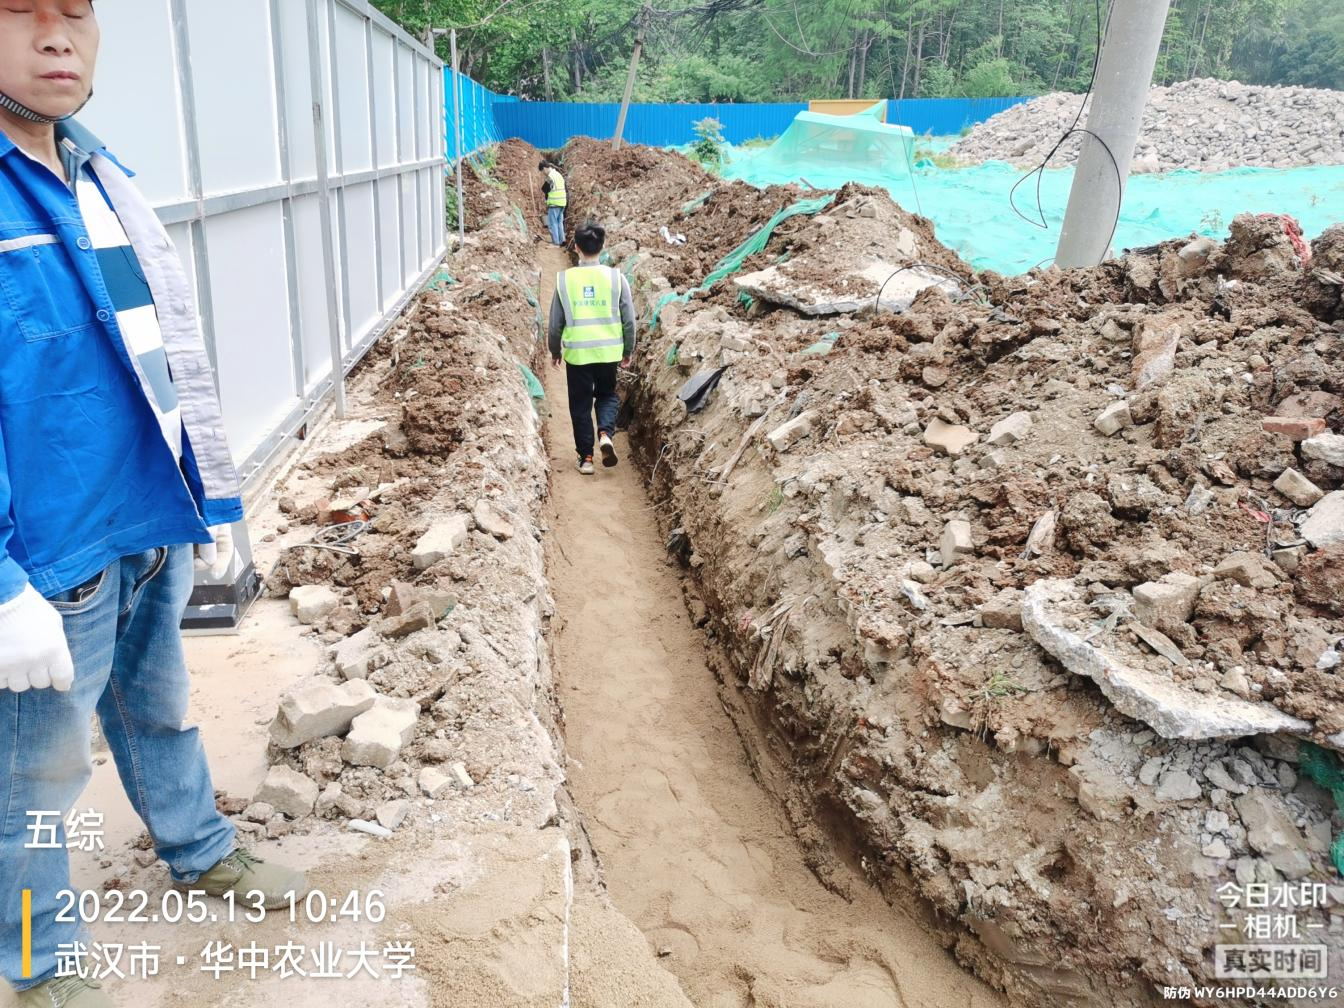 五综
2022.05.13 10:46
武汉市·华中农业大学
今日水印
-相机-
真实时间
防伪 WY6HPD44ADD6Y6